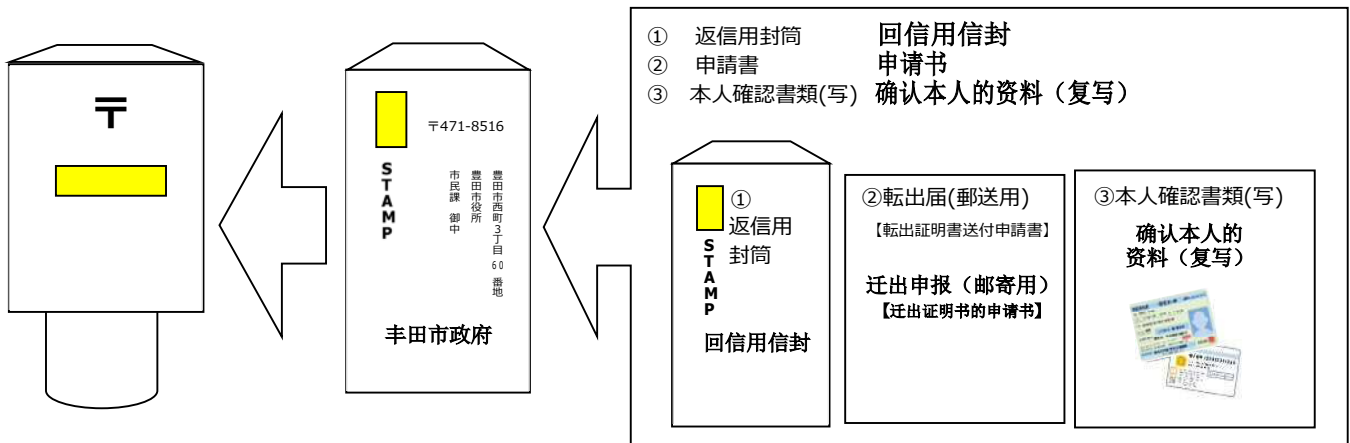 ① 返信用封筒 回信用信封
② 申請書 申请书
③ 本人確認書類(写) 确认本人的资料（复写）
〒
〒471-8516
STAMP
豊田市西町3丁目60番地
豊田市役所
市民課 御中
丰田市政府
①
返信用
封筒
STAMP
回信用信封
②転出届(郵送用)
【転出証明書送付申請書】
迁出申报（邮寄用）
【迁出证明书的申请书】
③本人確認書類(写)
确认本人的
资料（复写）